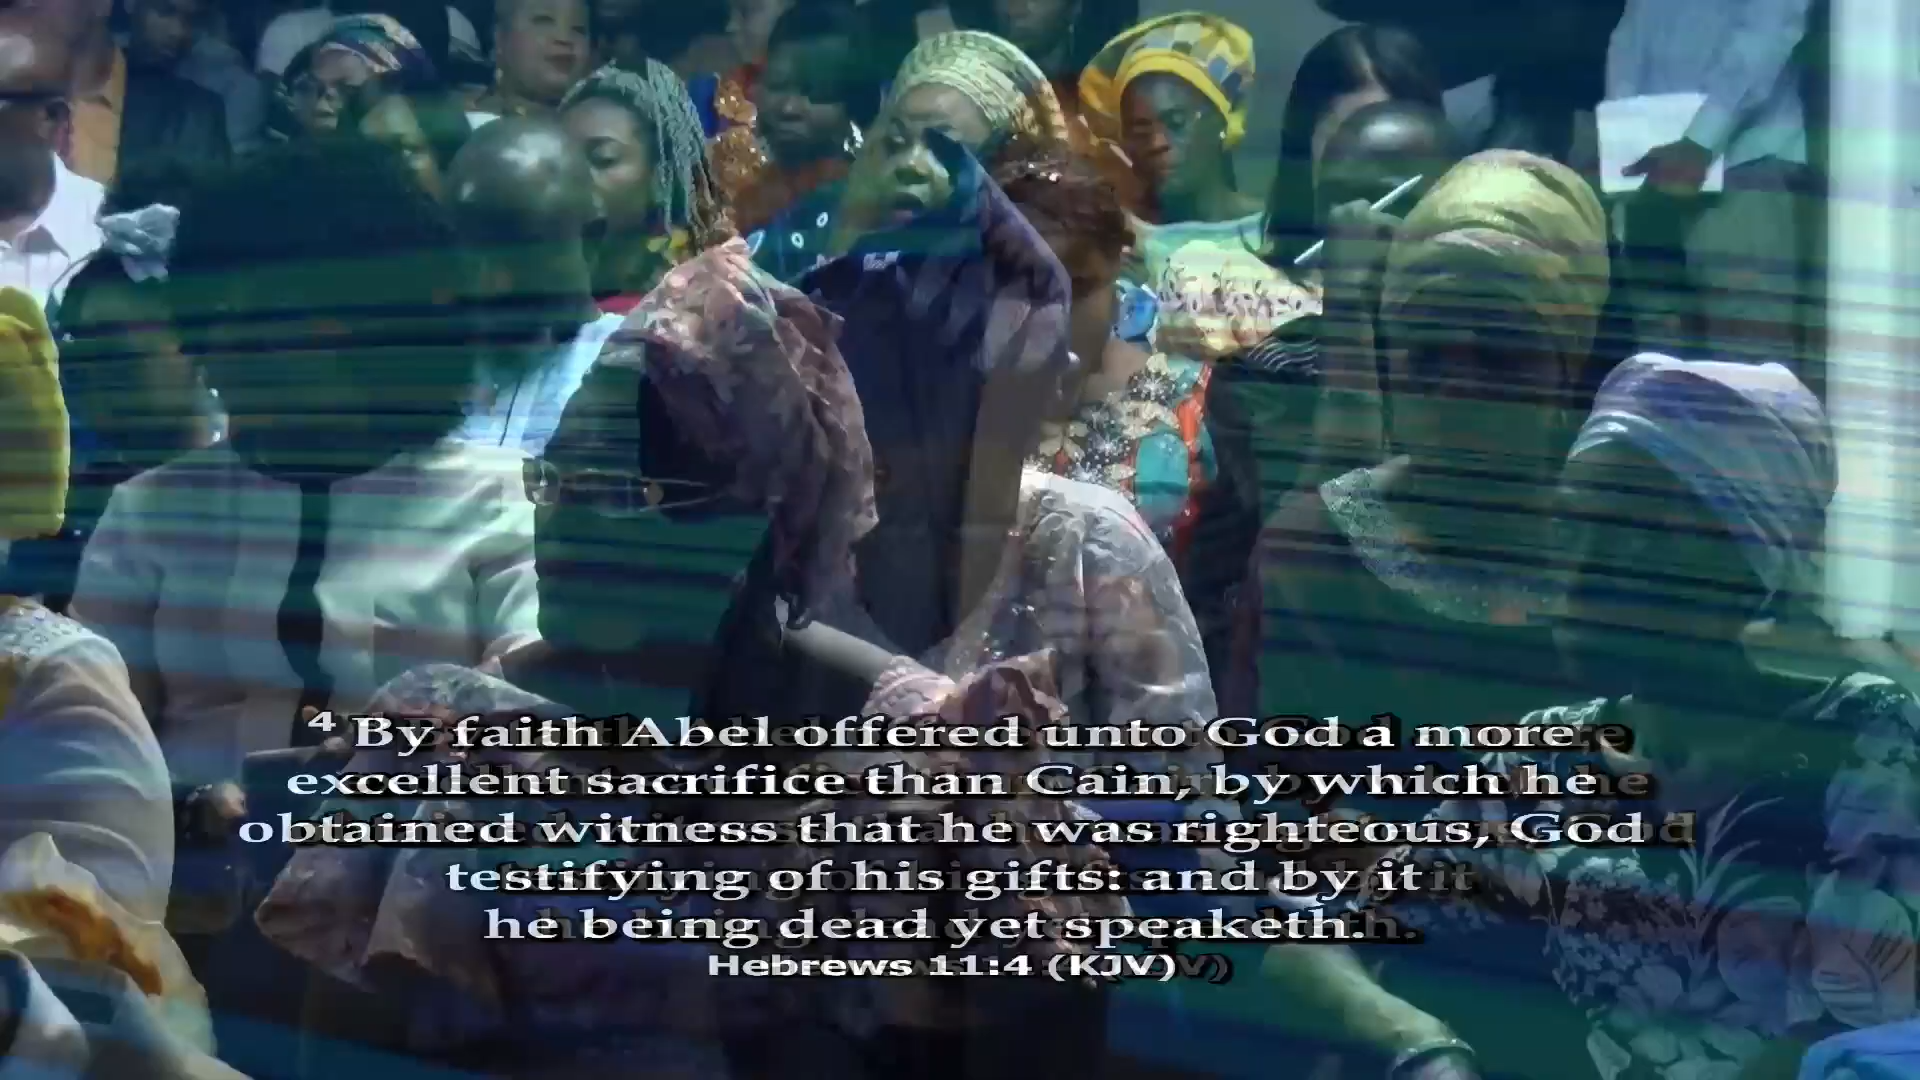 ⁴ By faith Abel offered unto God a more
excellent sacrifice than Cain, by which he
obtained witness that he was righteous, God
testifying of his gifts: and by it
he being dead yet speaketh.
Hebrews 11:4 (KJV)